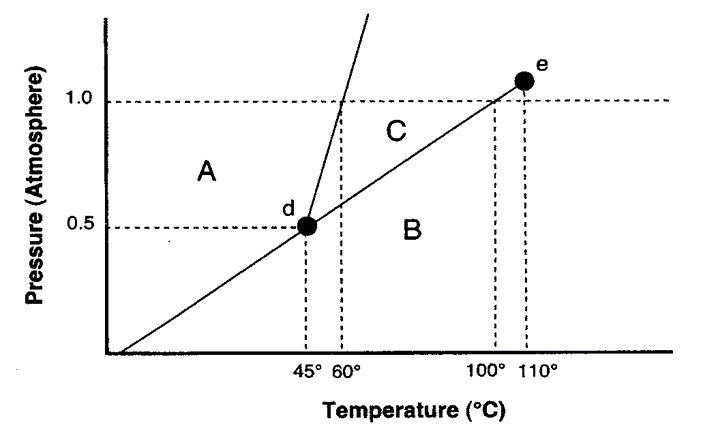 Pressure (Atmosphere)
e
1.0
C
A
d
0.5
B
45° 60° 100° 110°
Temperature (°C)